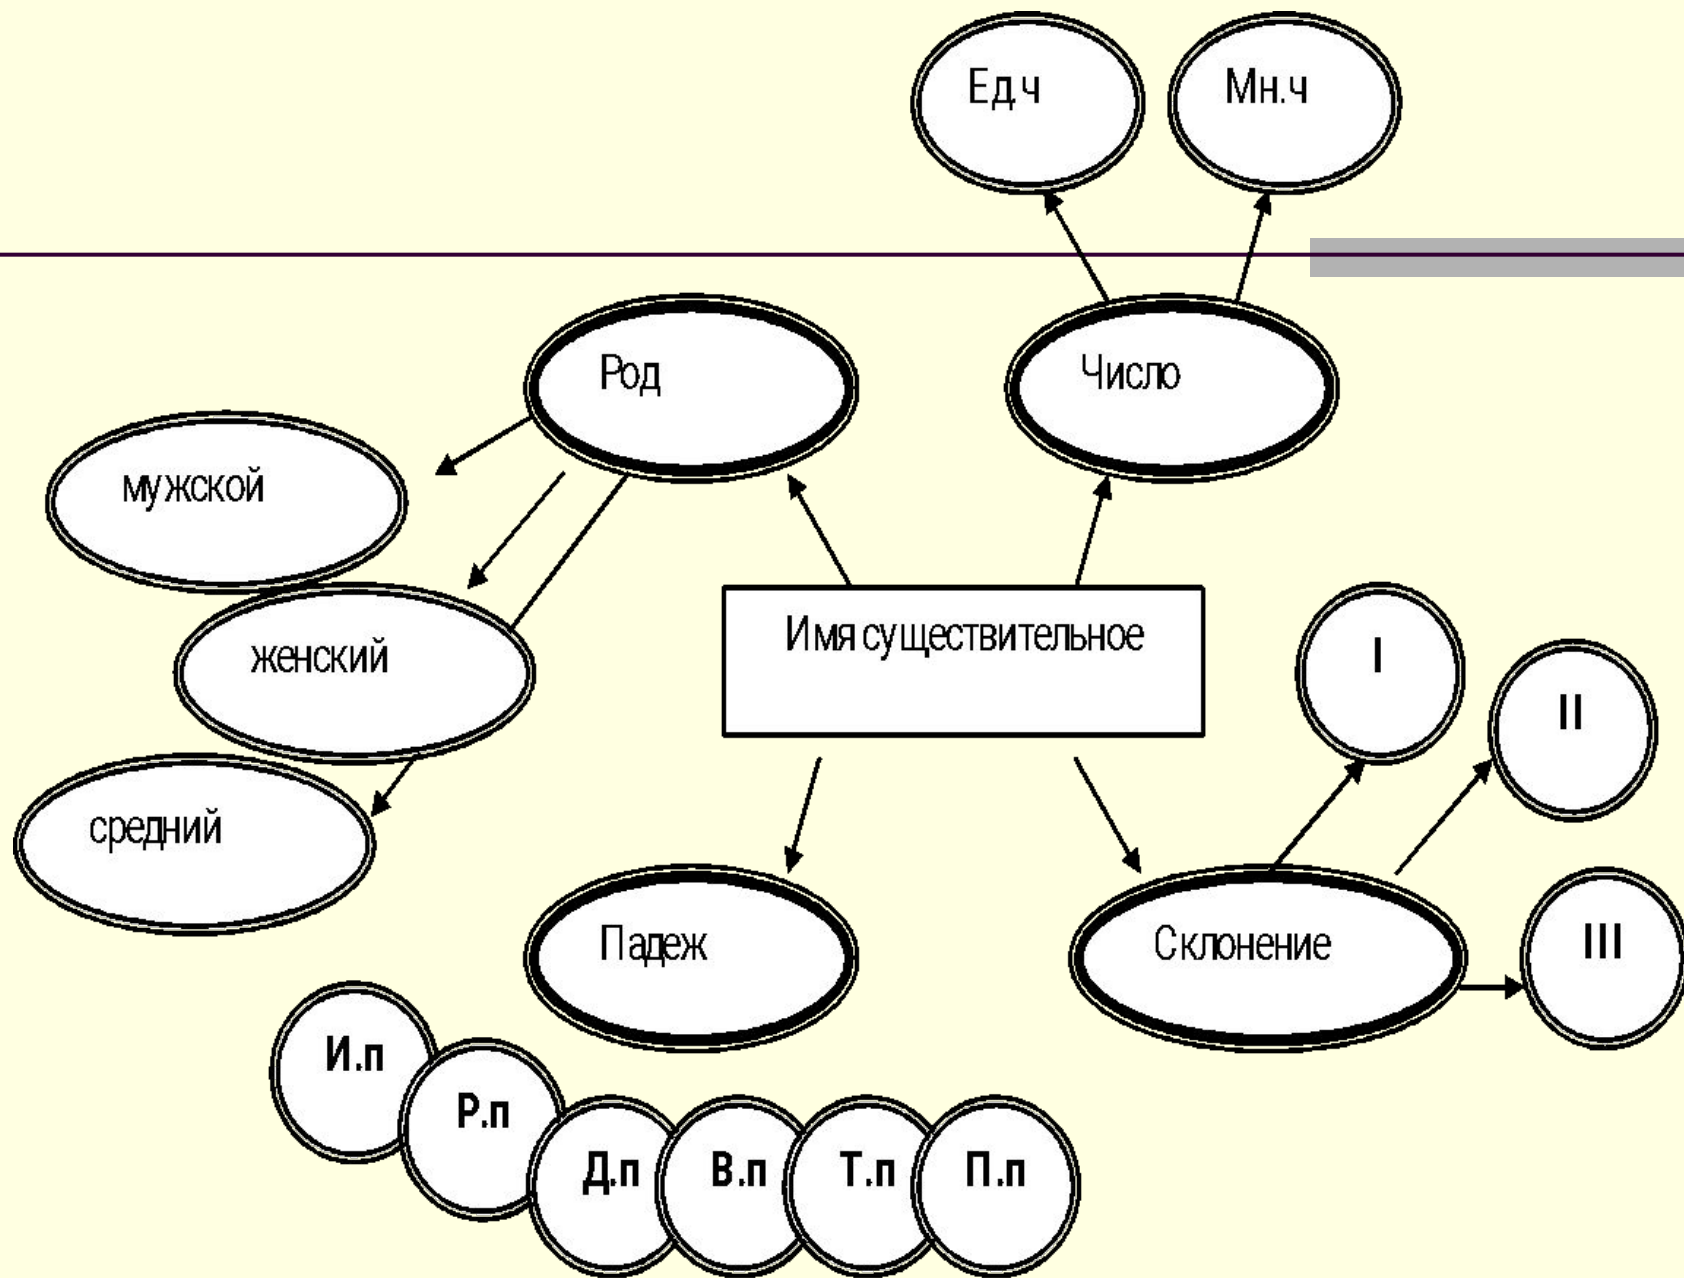 Ед.ч
Мн.ч
Род
Число
мужской
женский
средний
Имя существительное
I
II
III
Падеж
Склонение
И.п
Р.п
Д.п
В.п
Т.п
П.п